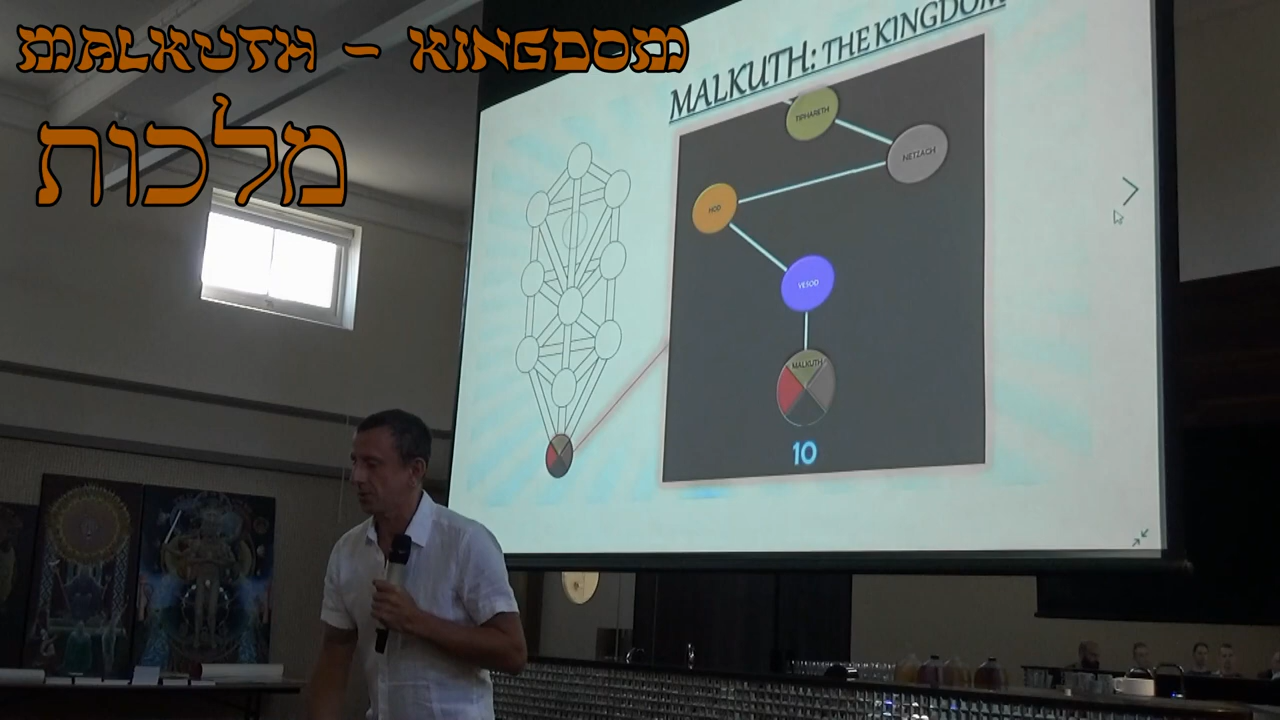 MALKUTH – KINGDOM
מלכות
MALKUTH: THE KINGDOM
TIPHARETH
NETZACH
HOD
YESOD
MALKUTH
10